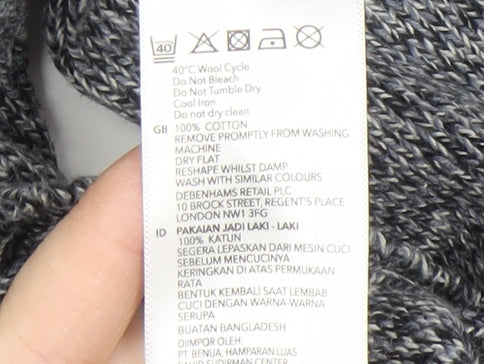 40
40°C Wool Cycle
Do Not Bleach
Do Not Tumble Dry
Cool Iron
Do not dry clean
GB 100% COTTON
REMOVE PROMPTLY FROM WASHING
MACHINE
DRY FLAT
RESHAPE WHILST DAMP
WASH WITH SIMILAR COLOURS
DEBENHAMS RETAIL PLC
10 BROCK STREET, REGENT'S PLACE
LONDON NW1 3FG
ID PAKAIAN JADI LAKI - LAKI
100% KATUN
SEGERA LEPASKAN DARI MESIN CUCI
SEBELUM MENCUCINYA
KERINGKAN DI ATAS PERMUKAAN
RATA
BENTUK KEMBALI SAAT LEMBAB
CUCI DENGAN WARNA-WARNA
SERUPA
BUATAN BANGLADESH
DIIMPOR OLEH
PT. BENUA HAMPARAN LUAS
SAHID SUDIRMAN CENTER